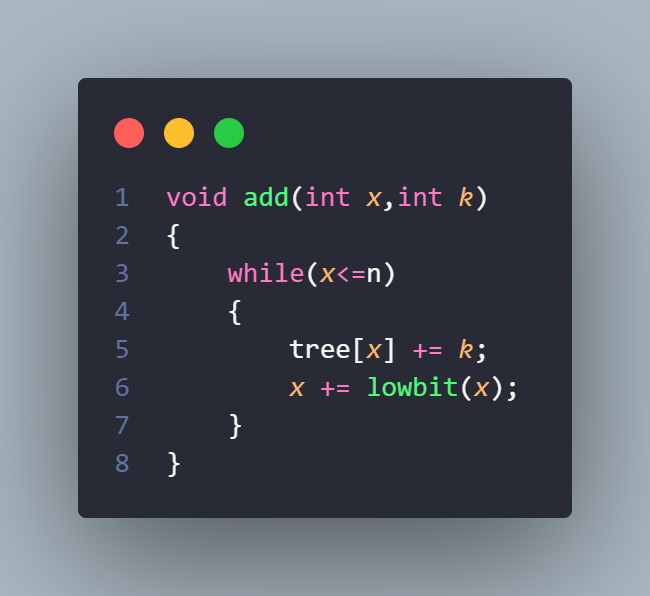 1 void add(int x,int k)
2 {
3     while(x<=n)
4     {
5         tree[x] += k;
6         x += lowbit(x);
7     }
8 }